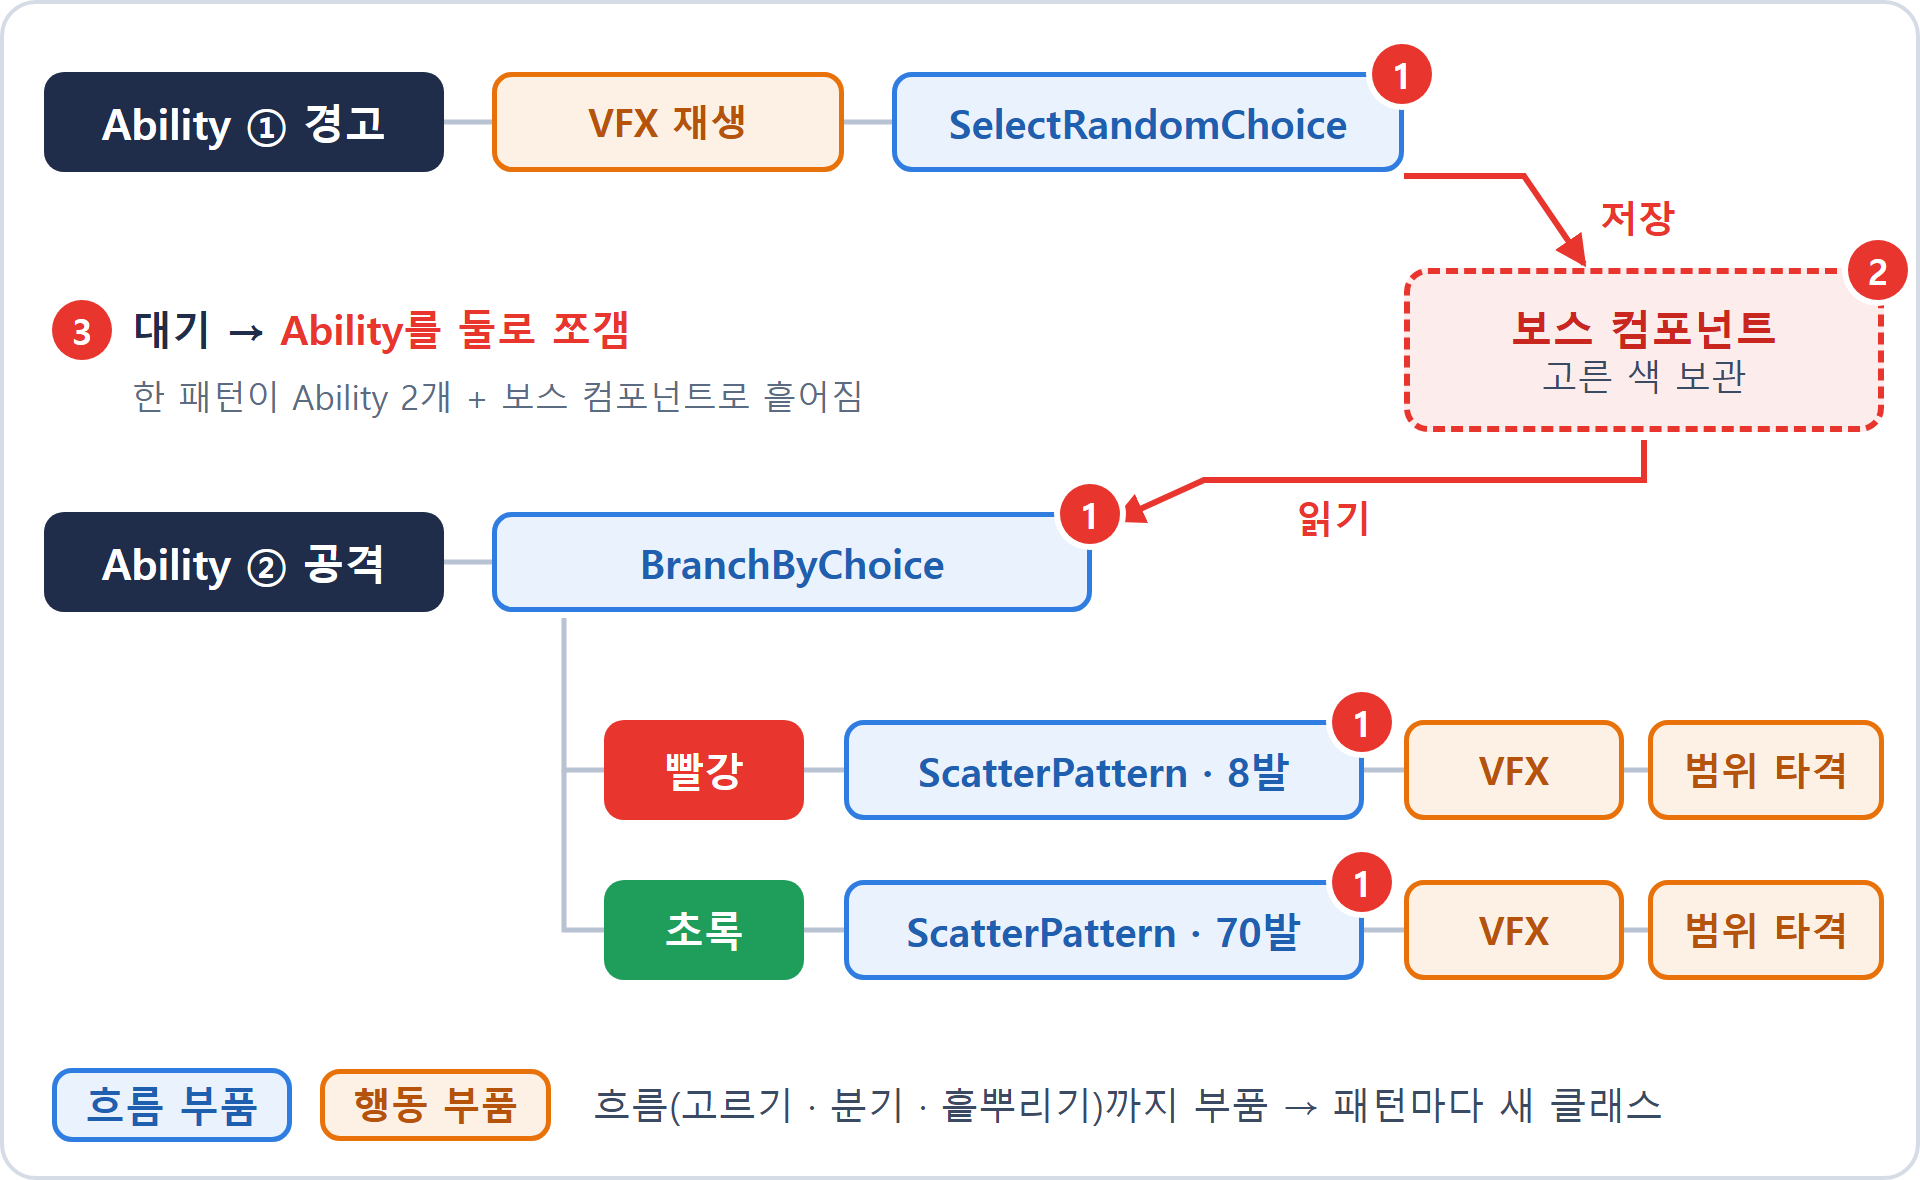 Ability ① 경고
VFX 재생
SelectRandomChoice
1
저장
2
보스 컴포넌트
고른 색 보관
3
대기 → Ability를 둘로 쪼갬
한 패턴이 Ability 2개 + 보스 컴포넌트로 흩어짐
읽기
Ability ② 공격
BranchByChoice
1
빨강
ScatterPattern · 8발
1
VFX
범위 타격
초록
ScatterPattern · 70발
1
VFX
범위 타격
흐름 부품
행동 부품
흐름(고르기 · 분기 · 흩뿌리기)까지 부품 → 패턴마다 새 클래스